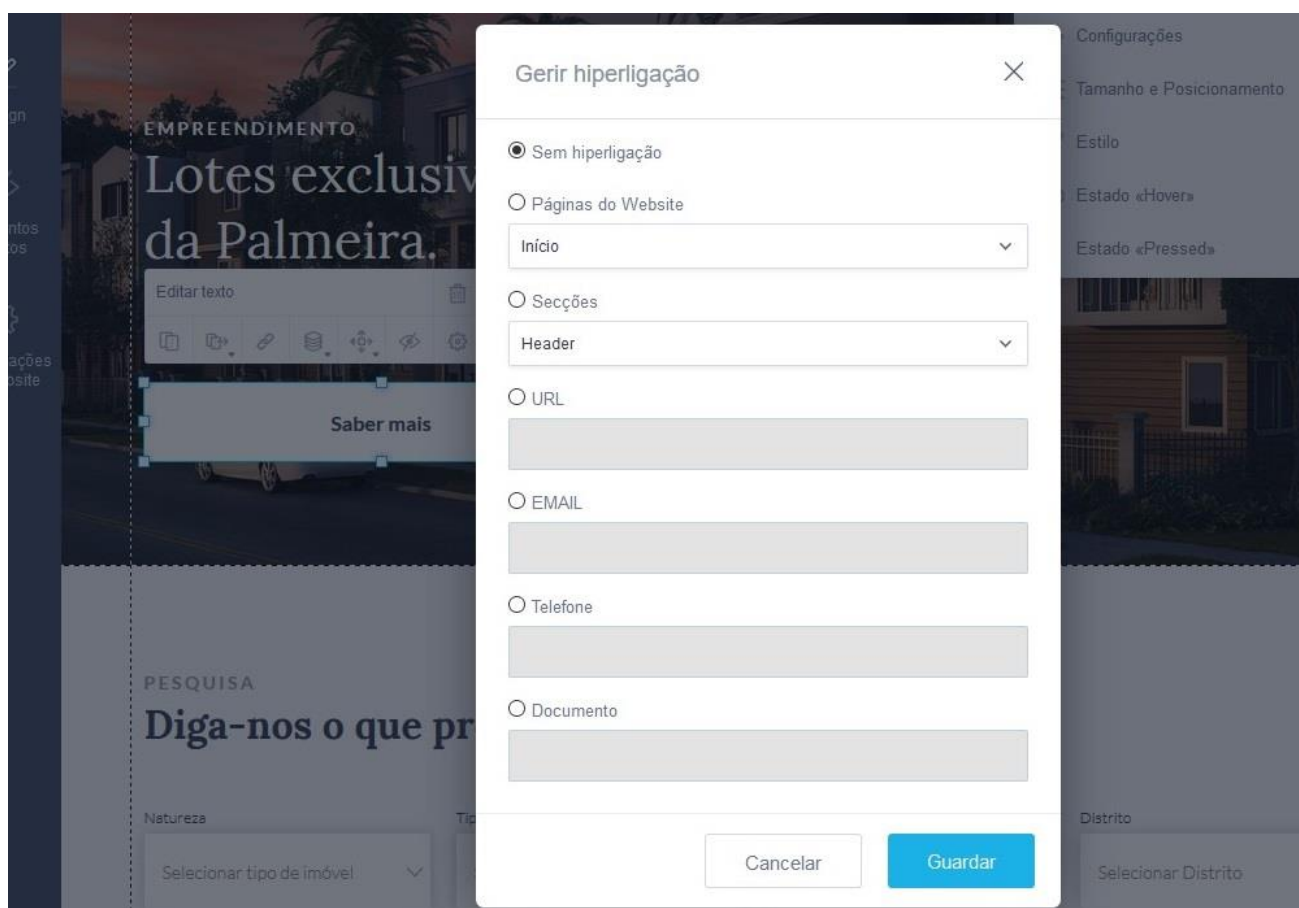 Configurações
Gerir hiperligação
Tamanho e Posicionamento
EMPREENDIMENTO
Sem hiperligação
Estilo
Lotes exclusiv
Páginas do Website
Estado «Hover»
da Palmeira.
Início
Estado «Pressed»
Editar texto
Secções
Header
URL
Saber mais
EMAIL
Telefone
PESQUISA
Diga-nos o que pr
Documento
Natureza
Distrito
Selecionar tipo de imóvel
Cancelar
Guardar
Selecionar Distrito